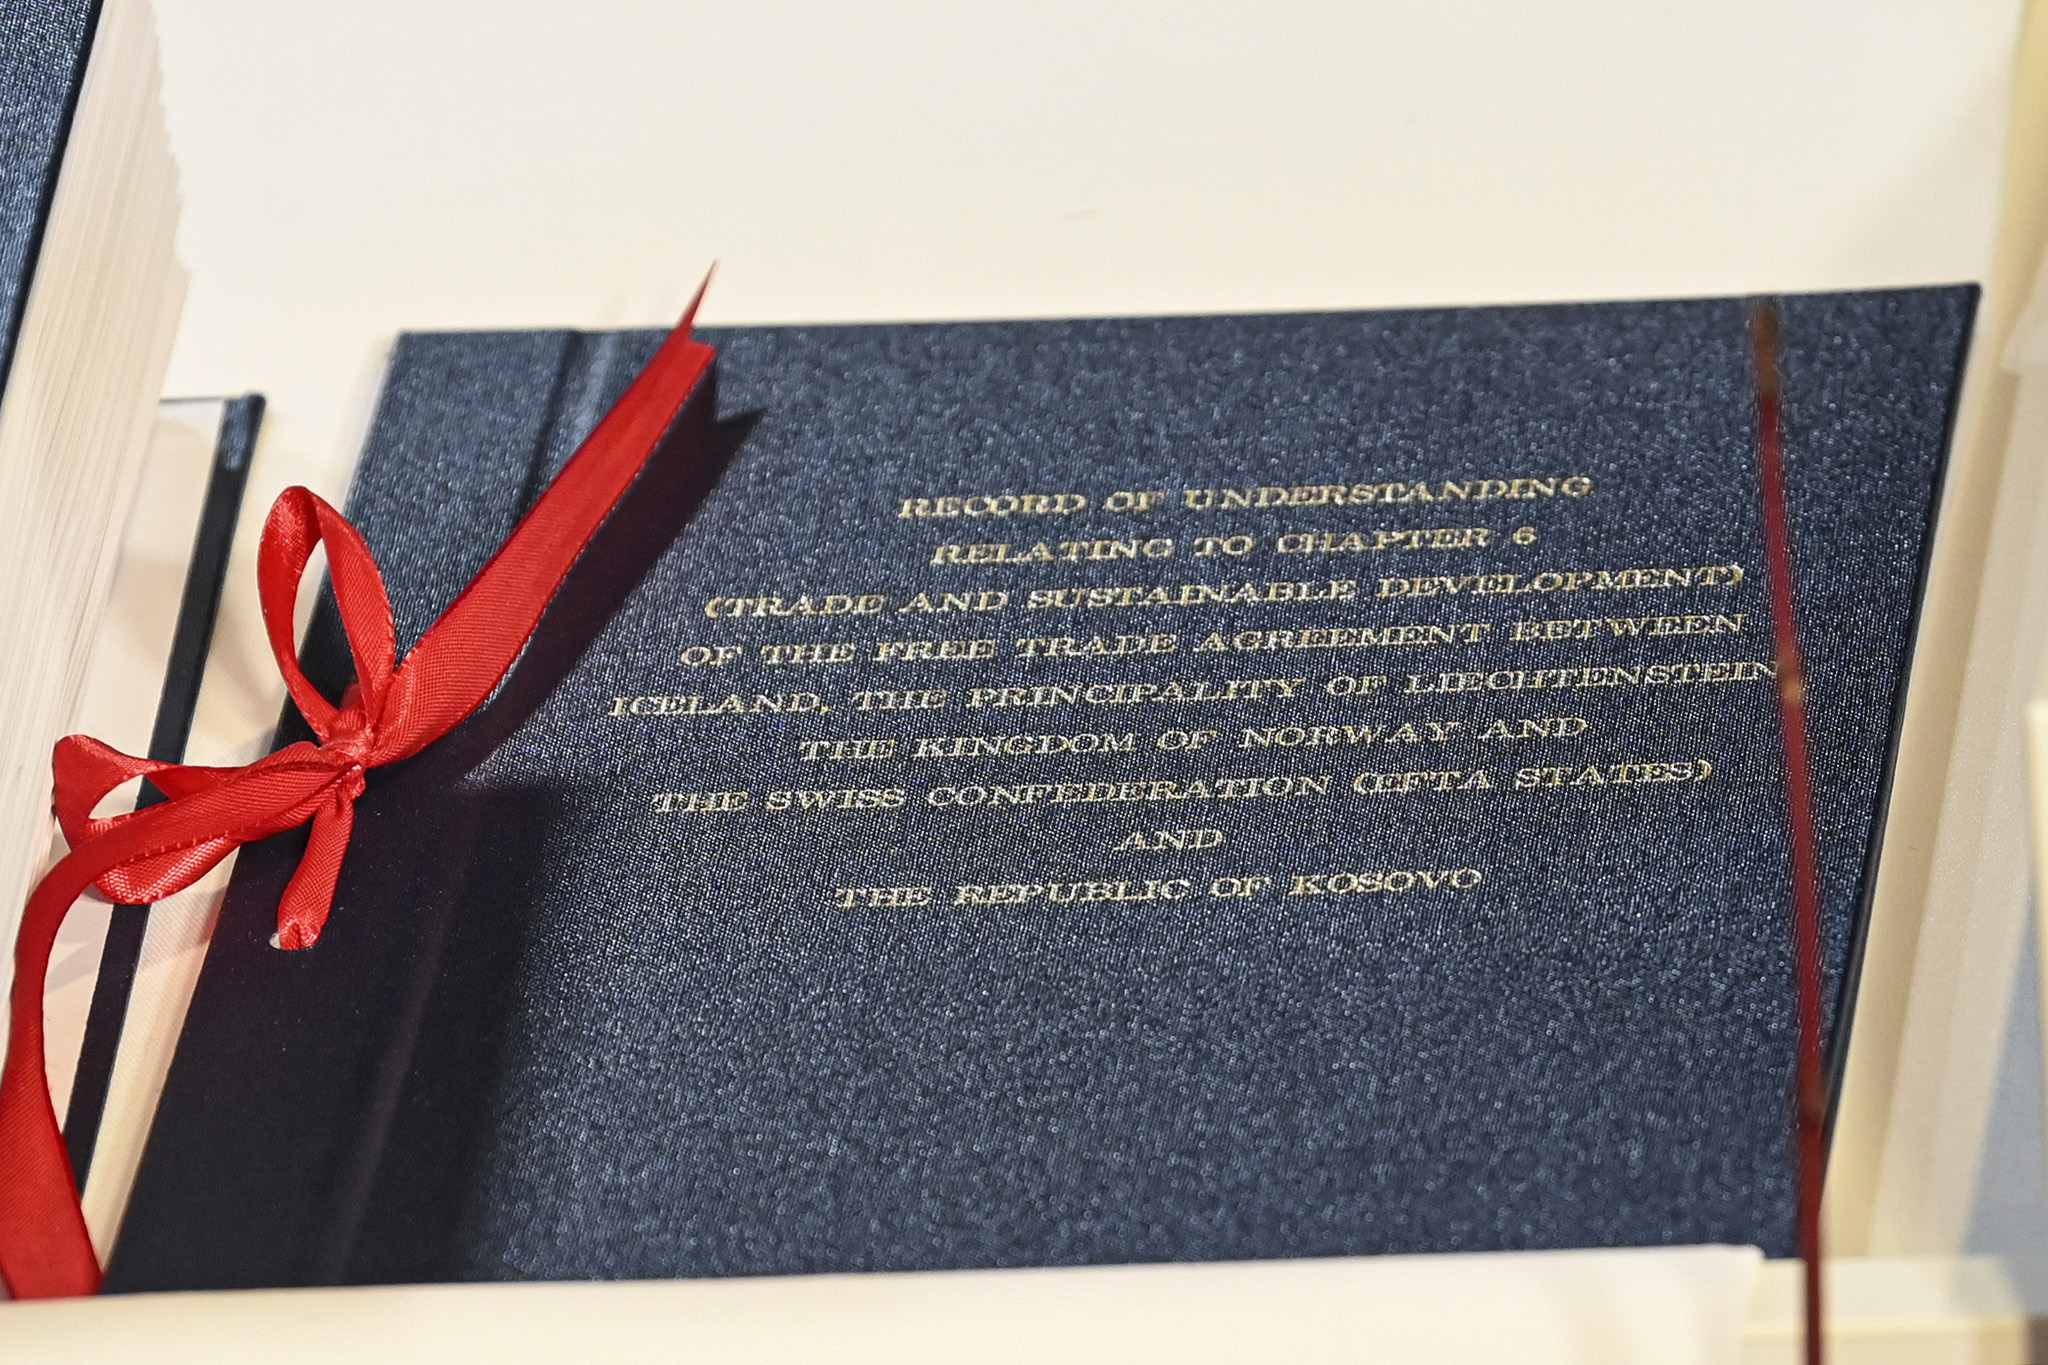 RECORD OF UNDERSTANDING
RELATING TO CHAPTER 6
(TRADE AND SUSTAINABLE DEVELOPMENT)
OF THE FREE TRADE AGREEMENT BETWEEN
ICELAND, THE PRINCIPALITY OF LIECHTENSTEIN
THE KINGDOM OF NORWAY AND
THE SWISS CONFEDERATION (EFTA STATES)
AND
THE REPUBLIC OF KOSOVO